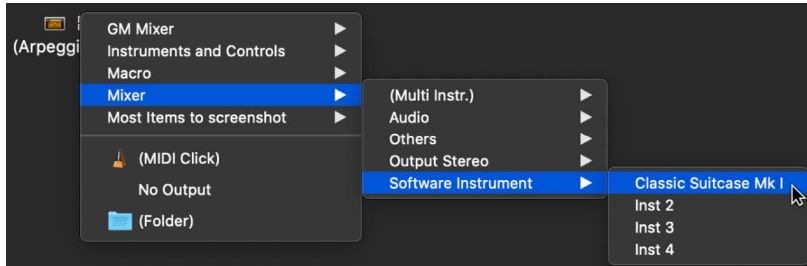 (Arpeggi
GM Mixer
Instruments and Controls
Macro
Mixer
Most Items to screenshot
(MIDI Click)
No Output
(Folder)
(Multi Instr.)
Audio
Others
Output Stereo
Software Instrument
Classic Suitcase Mk I
Inst 2
Inst 3
Inst 4